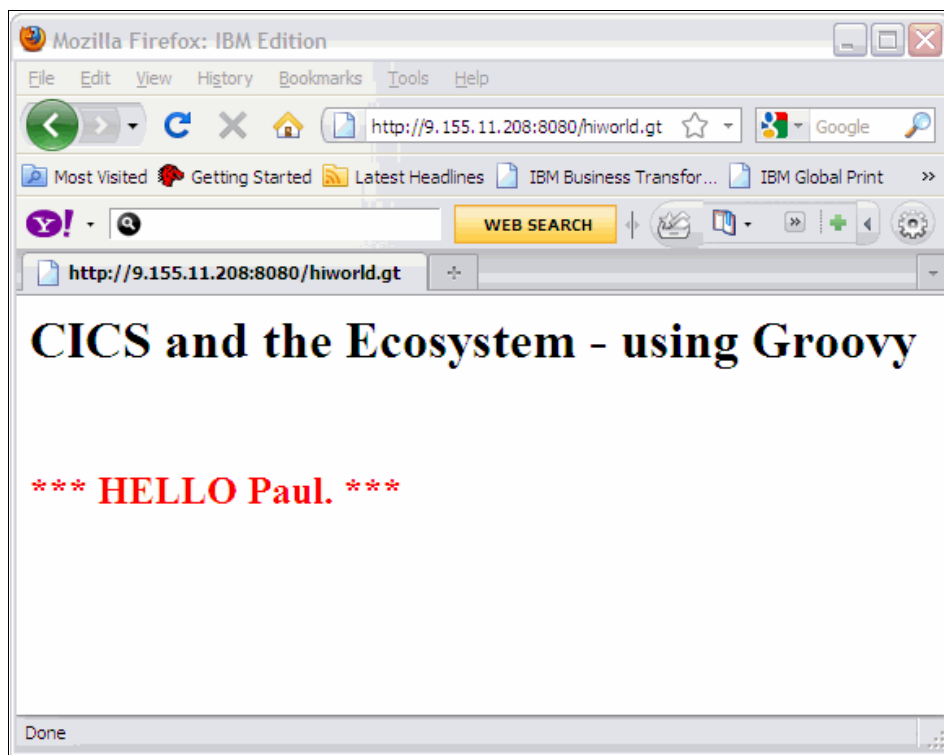 Mozilla Firefox: IBM Edition
File Edit View History Bookmarks Tools Help
http://9.155.11.208:8080/hiworld.gt Google
Most Visited Getting Started Latest Headlines IBM Business Transfor... IBM Global Print »
Y! WEB SEARCH »
http://9.155.11.208:8080/hiworld.gt
CICS and the Ecosystem - using Groovy
*** HELLO Paul. ***
Done